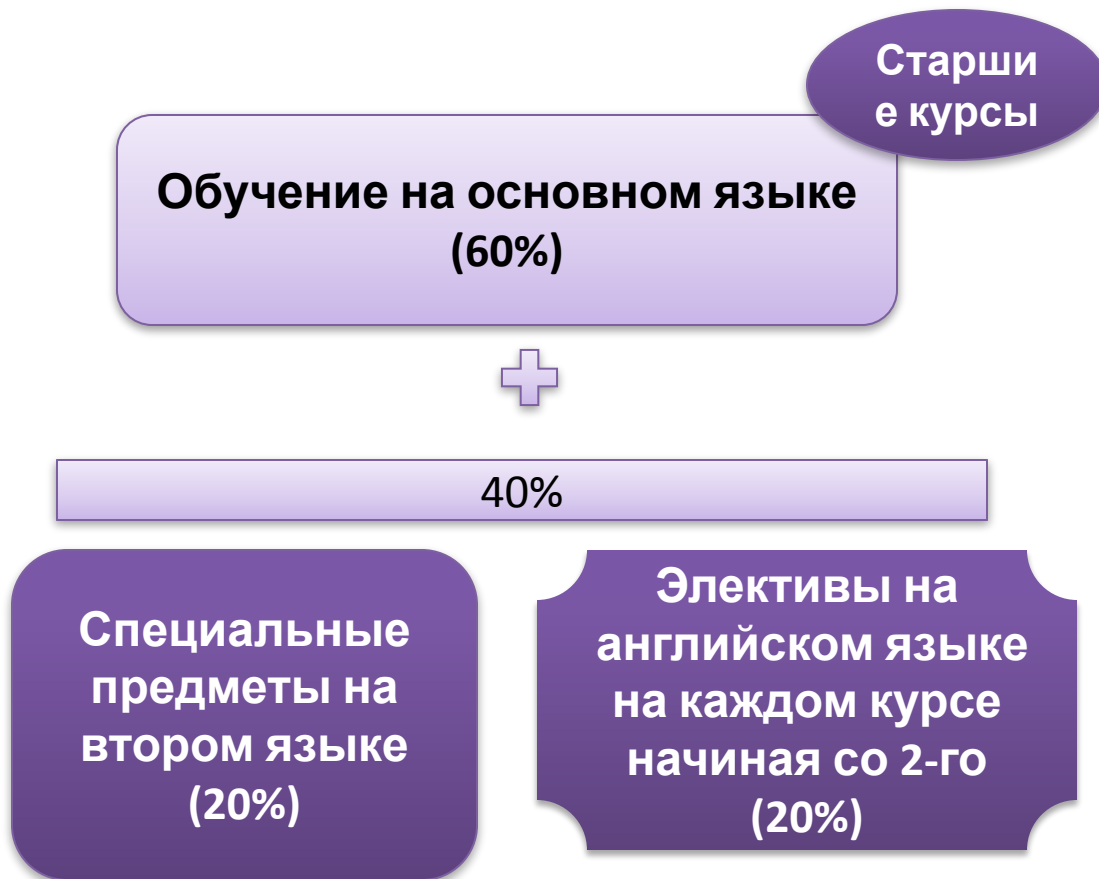 Старши
е курсы
Обучение на основном языке
(60%)
40%
Специальные
предметы на
втором языке
(20%)
Элективы на
английском языке
на каждом курсе
начиная со 2-го
(20%)